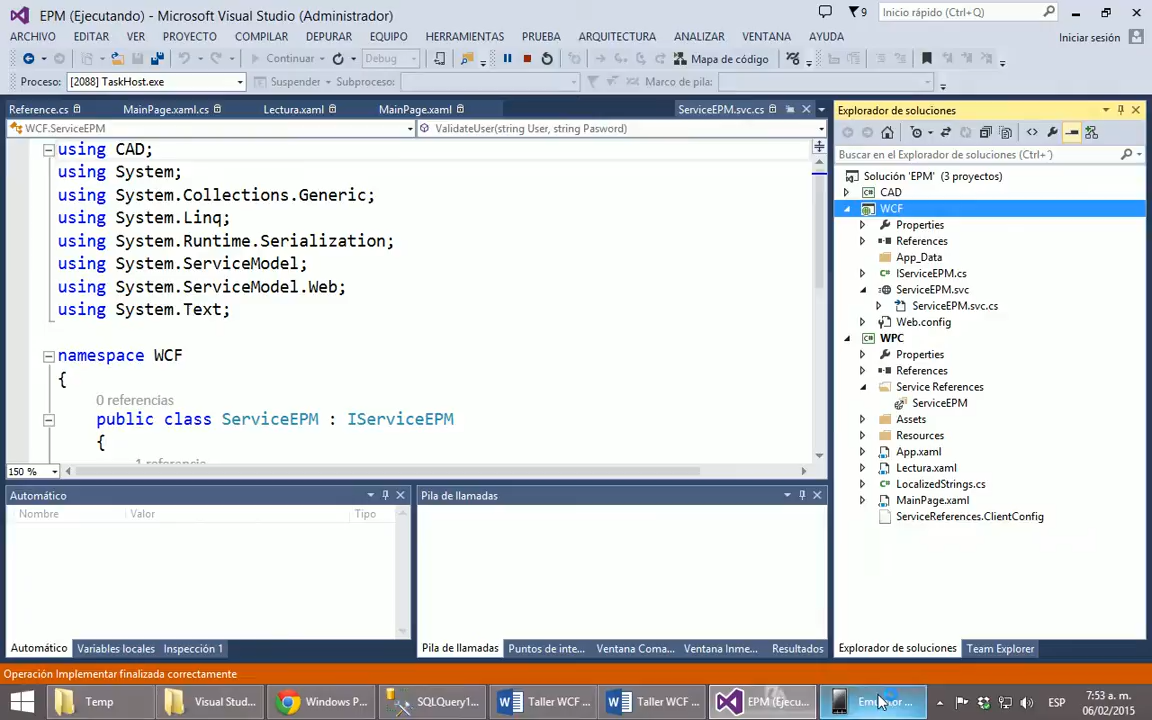 EPM (Ejecutando) - Microsoft Visual Studio (Administrador)
9
Inicio rápido (Ctrl+Q)
ARCHIVO EDITAR VER PROYECTO COMPILAR DEPURAR EQUIPO HERRAMIENTAS PRUEBA ARQUITECTURA ANALIZAR VENTANA AYUDA
Iniciar sesión
Continuar Debug Mapa de código
Proceso: [2088] TaskHost.exe Suspender Subproceso: Marco de pila:
Reference.cs MainPage.xaml.cs Lectura.xaml MainPage.xaml ServiceEPM.svc.cs
WCF.ServiceEPM ValidateUser(string User, string Pasword)
using CAD;
using System;
using System.Collections.Generic;
using System.Linq;
using System.Runtime.Serialization;
using System.ServiceModel;
using System.ServiceModel.Web;
using System.Text;
namespace WCF
{
0 referencias
public class ServiceEPM : IServiceEPM
{
1 referencia
150 %
Explorador de soluciones
Buscar en el Explorador de soluciones (Ctrl+´)
Solución 'EPM' (3 proyectos)
CAD
WCF
Properties
References
App_Data
IServiceEPM.cs
ServiceEPM.svc
ServiceEPM.svc.cs
Web.config
WPC
Properties
References
Service References
ServiceEPM
Assets
Resources
App.xaml
Lectura.xaml
LocalizedStrings.cs
MainPage.xaml
ServiceReferences.ClientConfig
Explorador de soluciones Team Explorer
Automático
Nombre Valor Tipo
Automático Variables locales Inspección 1
Pila de llamadas
Pila de llamadas Puntos de inte... Ventana Coma... Ventana Inme... Resultados
Operación Implementar finalizada correctamente
Temp Visual Stud... Windows P... SQLQuery1... Taller WCF ... Taller WCF ... EPM (Ejecu...
ESP
7:53 a. m.
06/02/2015